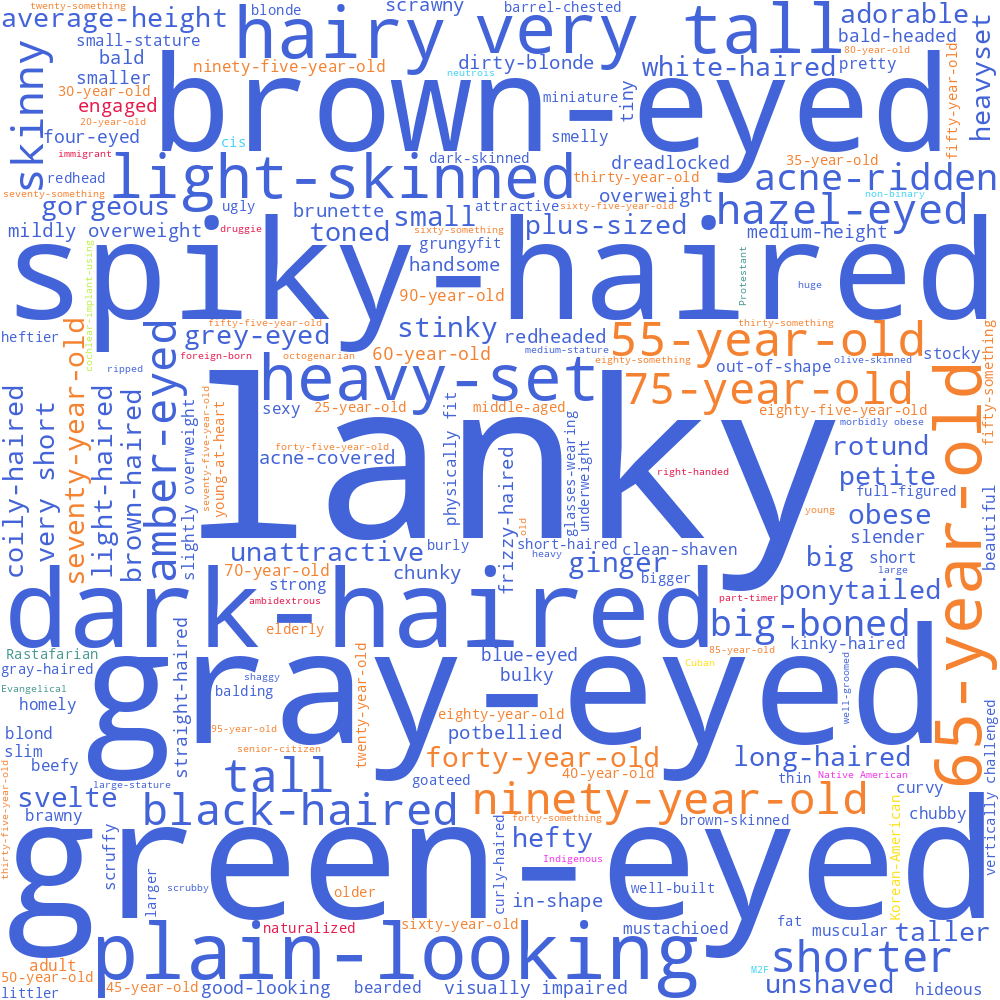 twenty-something
blonde
scrawny
barrel-chested
average-height
hairy
very tall
adorable
small-stature
bald-headed
bald
ninety-five-year-old
dirty-blonde
white-haired
80-year-old
pretty
heavyset
skinny
smaller
neutrois
30-year-old
brown-eyed
miniature
tiny
fifty-year-old
engaged
20-year-old
four-eyed
cis
smelly
immigrant
light-skinned
dark-skinned
dreadlocked
35-year-old
acne-ridden
redhead
thirty-year-old
seventy-something
non-binary
gorgeous
ugly
brunette
small
attractive
sixty-five-year-old
overweight
hazel-eyed
mildly overweight
druggie
toned
sixty-something
plus-sized
medium-height
grungyfit
spiky-haired
handsome
cochlear-implant-using
Protestant
huge
90-year-old
heftier
fifty-five-year-old
grey-eyed
stinky
redheaded
55-year-old
thirty-something
seventy-year-old
amber-eyed
foreign-born
octogenarian
60-year-old
medium-stature
eighty-something
olive-skinned
stocky
ripped
heavy-set
out-of-shape
75-year-old
fifty-something
65-year-old
coily-haired
very short
light-haired
brown-haired
slightly overweight
seventy-five-year-old
young-at-heart
sexy
25-year-old
physically fit
middle-aged
eighty-five-year-old
morbidly obese
forty-five-year-old
acne-covered
lanky
frizzy-haired
glasses-wearing
underweight
right-handed
rotund
petite
full-figured
young
obese
beautiful
old
unattractive
burly
short-haired
heavy
clean-shaven
slender
ginger
big
short
large
70-year-old
chunky
bigger
strong
ambidextrous
part-timer
ponytailed
dark-haired
elderly
big-boned
kinky-haired
Rastafarian
gray-haired
straight-haired
blue-eyed
85-year-old
Cuban
well-groomed
shaggy
Evangelical
balding
bulky
gray-eyed
homely
twenty-year-old
eighty-year-old
95-year-old
blond
potbellied
slim
senior-citizen
forty-year-old
long-haired
vertically challenged
beefy
tall
40-year-old
thin
Native American
goateed
large-stature
curvy
thirty-five-year-old
svelte
black-haired
ninety-year-old
Korean-American
chubby
brawny
forty-something
brown-skinned
scruffy
curly-haired
hefty
green-eyed
Indigenous
larger
scrubby
older
in-shape
well-built
naturalized
sixty-year-old
mustachioed
fat
muscular
taller
plain-looking
adult
M2F
shorter
50-year-old
45-year-old
good-looking
bearded
visually impaired
unshaved
hideous
littler